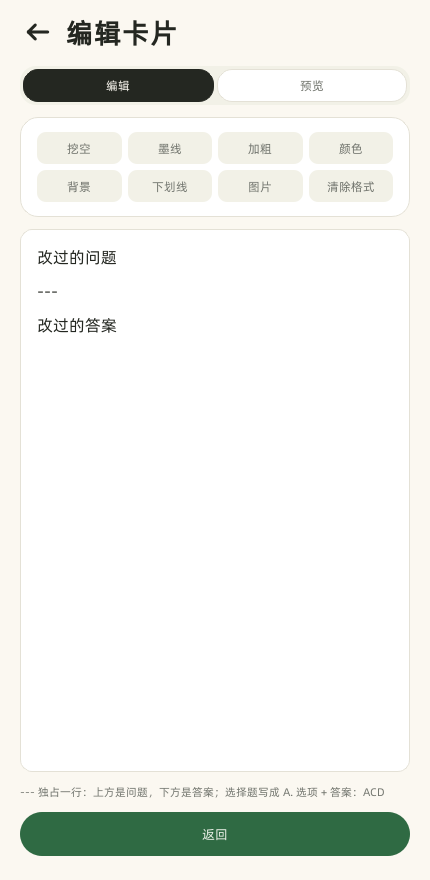 编辑卡片
编辑 预览
挖空 墨线 加粗 颜色
背景 下划线 图片 清除格式
改过的问题
---
改过的答案
--- 独占一行：上方是问题，下方是答案；选择题写成 A. 选项 + 答案：ACD
返回